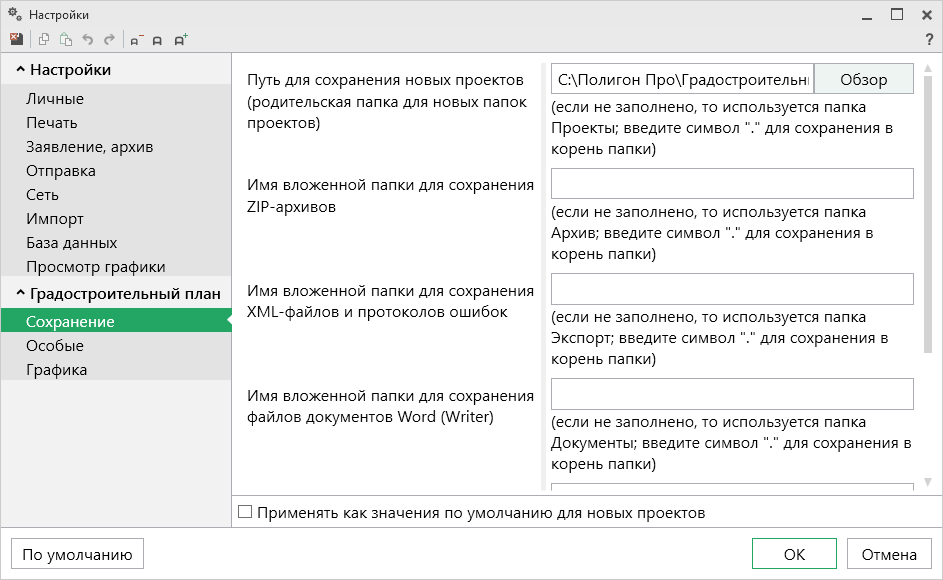 Настройки
?
Настройки
Личные
Печать
Заявление, архив
Отправка
Сеть
Импорт
База данных
Просмотр графики
Градостроительный план
Сохранение
Особые
Графика
Путь для сохранения новых проектов
(родительская папка для новых папок
проектов)
C:\Полигон Про\Градостроительн
Обзор
(если не заполнено, то используется папка
Проекты; введите символ "." для сохранения в
корень папки)
Имя вложенной папки для сохранения
ZIP-архивов
(если не заполнено, то используется папка
Архив; введите символ "." для сохранения в
корень папки)
Имя вложенной папки для сохранения
XML-файлов и протоколов ошибок
(если не заполнено, то используется папка
Экспорт; введите символ "." для сохранения в
корень папки)
Имя вложенной папки для сохранения
файлов документов Word (Writer)
(если не заполнено, то используется папка
Документы; введите символ "." для сохранения в
корень папки)
Применять как значения по умолчанию для новых проектов
По умолчанию
ОК
Отмена